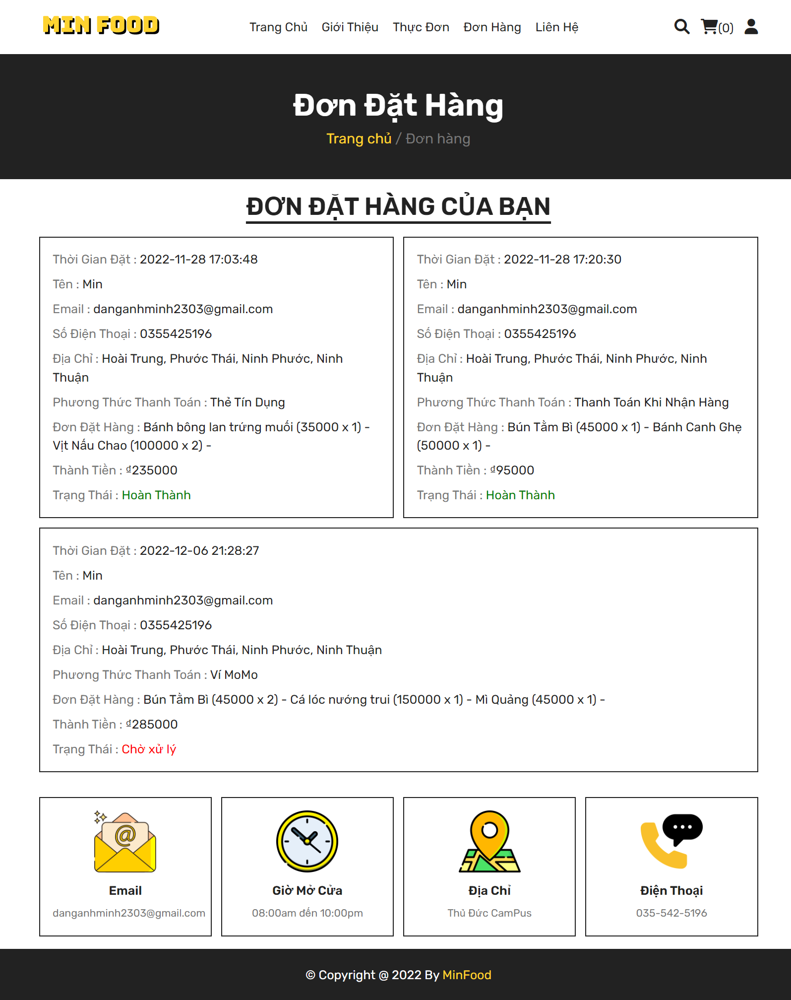 MIN FOOD
Trang Chủ Giới Thiệu Thực Đơn Đơn Hàng Liên Hệ (0)
Đơn Đặt Hàng
Trang chủ / Đơn hàng
ĐƠN ĐẶT HÀNG CỦA BẠN
Thời Gian Đặt : 2022-11-28 17:03:48
Tên : Min
Email : danganhminh2303@gmail.com
Số Điện Thoại : 0355425196
Địa Chỉ : Hoài Trung, Phước Thái, Ninh Phước, Ninh
Thuận
Phương Thức Thanh Toán : Thẻ Tín Dụng
Đơn Đặt Hàng : Bánh bông lan trứng muối (35000 x 1) -
Vịt Nấu Chao (100000 x 2) -
Thành Tiền : ₫235000
Trạng Thái : Hoàn Thành
Thời Gian Đặt : 2022-11-28 17:20:30
Tên : Min
Email : danganhminh2303@gmail.com
Số Điện Thoại : 0355425196
Địa Chỉ : Hoài Trung, Phước Thái, Ninh Phước, Ninh
Thuận
Phương Thức Thanh Toán : Thanh Toán Khi Nhận Hàng
Đơn Đặt Hàng : Bún Tằm Bì (45000 x 1) - Bánh Canh Ghẹ
(50000 x 1) -
Thành Tiền : ₫95000
Trạng Thái : Hoàn Thành
Thời Gian Đặt : 2022-12-06 21:28:27
Tên : Min
Email : danganhminh2303@gmail.com
Số Điện Thoại : 0355425196
Địa Chỉ : Hoài Trung, Phước Thái, Ninh Phước, Ninh Thuận
Phương Thức Thanh Toán : Ví MoMo
Đơn Đặt Hàng : Bún Tằm Bì (45000 x 2) - Cá lóc nướng trui (150000 x 1) - Mì Quảng (45000 x 1) -
Thành Tiền : ₫285000
Trạng Thái : Chờ xử lý
Email
danganhminh2303@gmail.com
Giờ Mở Cửa
08:00am đến 10:00pm
Địa Chỉ
Thủ Đức CamPus
Điện Thoại
035-542-5196
© Copyright @ 2022 By MinFood